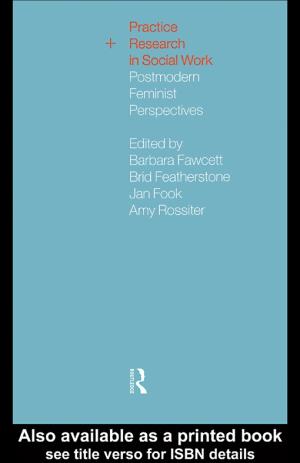 Practice
+ Research
in Social Work
Postmodern
Feminist
Perspectives
Edited by
Barbara Fawcett
Brid Featherstone
Jan Fook
Amy Rossiter
ROUTLEDGE
Also available as a printed book
see title verso for ISBN details